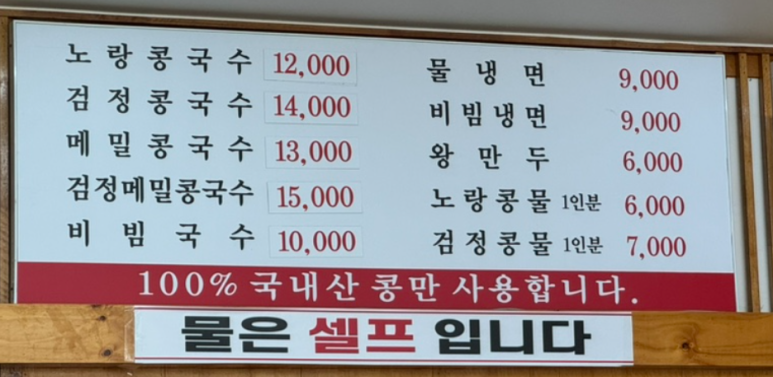 노랑콩국수 12,000
검정콩국수 14,000
메밀콩국수 13,000
검정메밀콩국수 15,000
비빔국수 10,000
물냉면 9,000
비빔냉면 9,000
왕만두 6,000
노랑콩물 1인분 6,000
검정콩물 1인분 7,000
100% 국내산 콩만 사용합니다.
물은 셀프 입니다